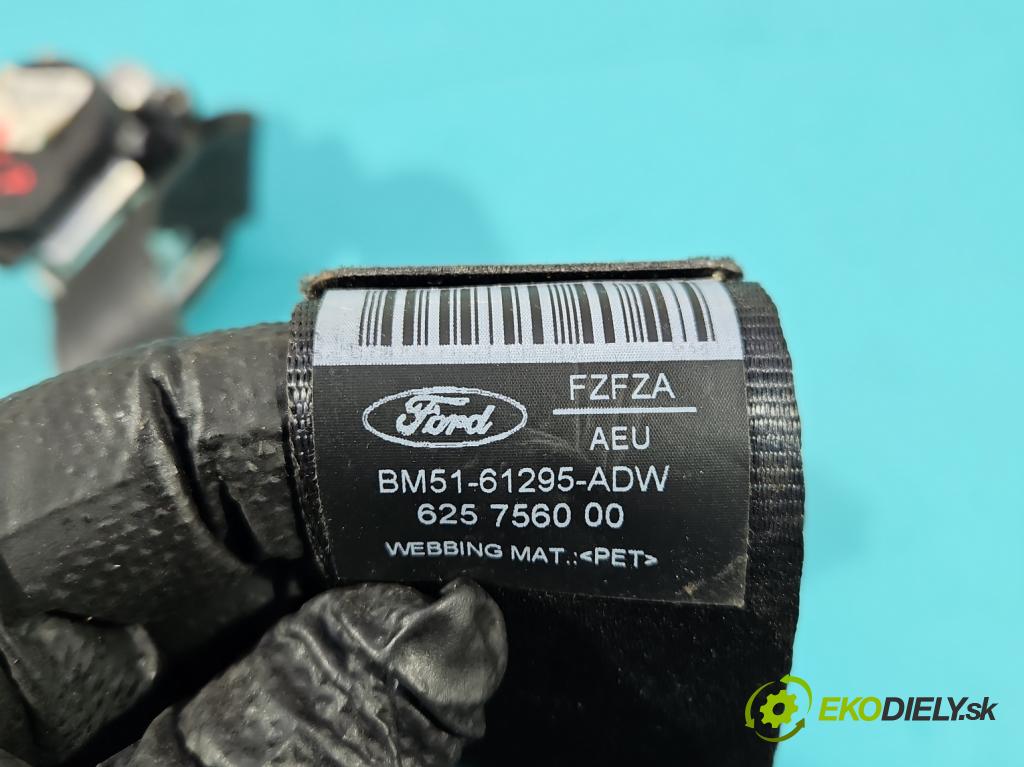 Ford
FZFZA
AEU
BM51-61295-ADW
625 7560 00
WEBBING MAT.:<PET>
EKODIELY.sk